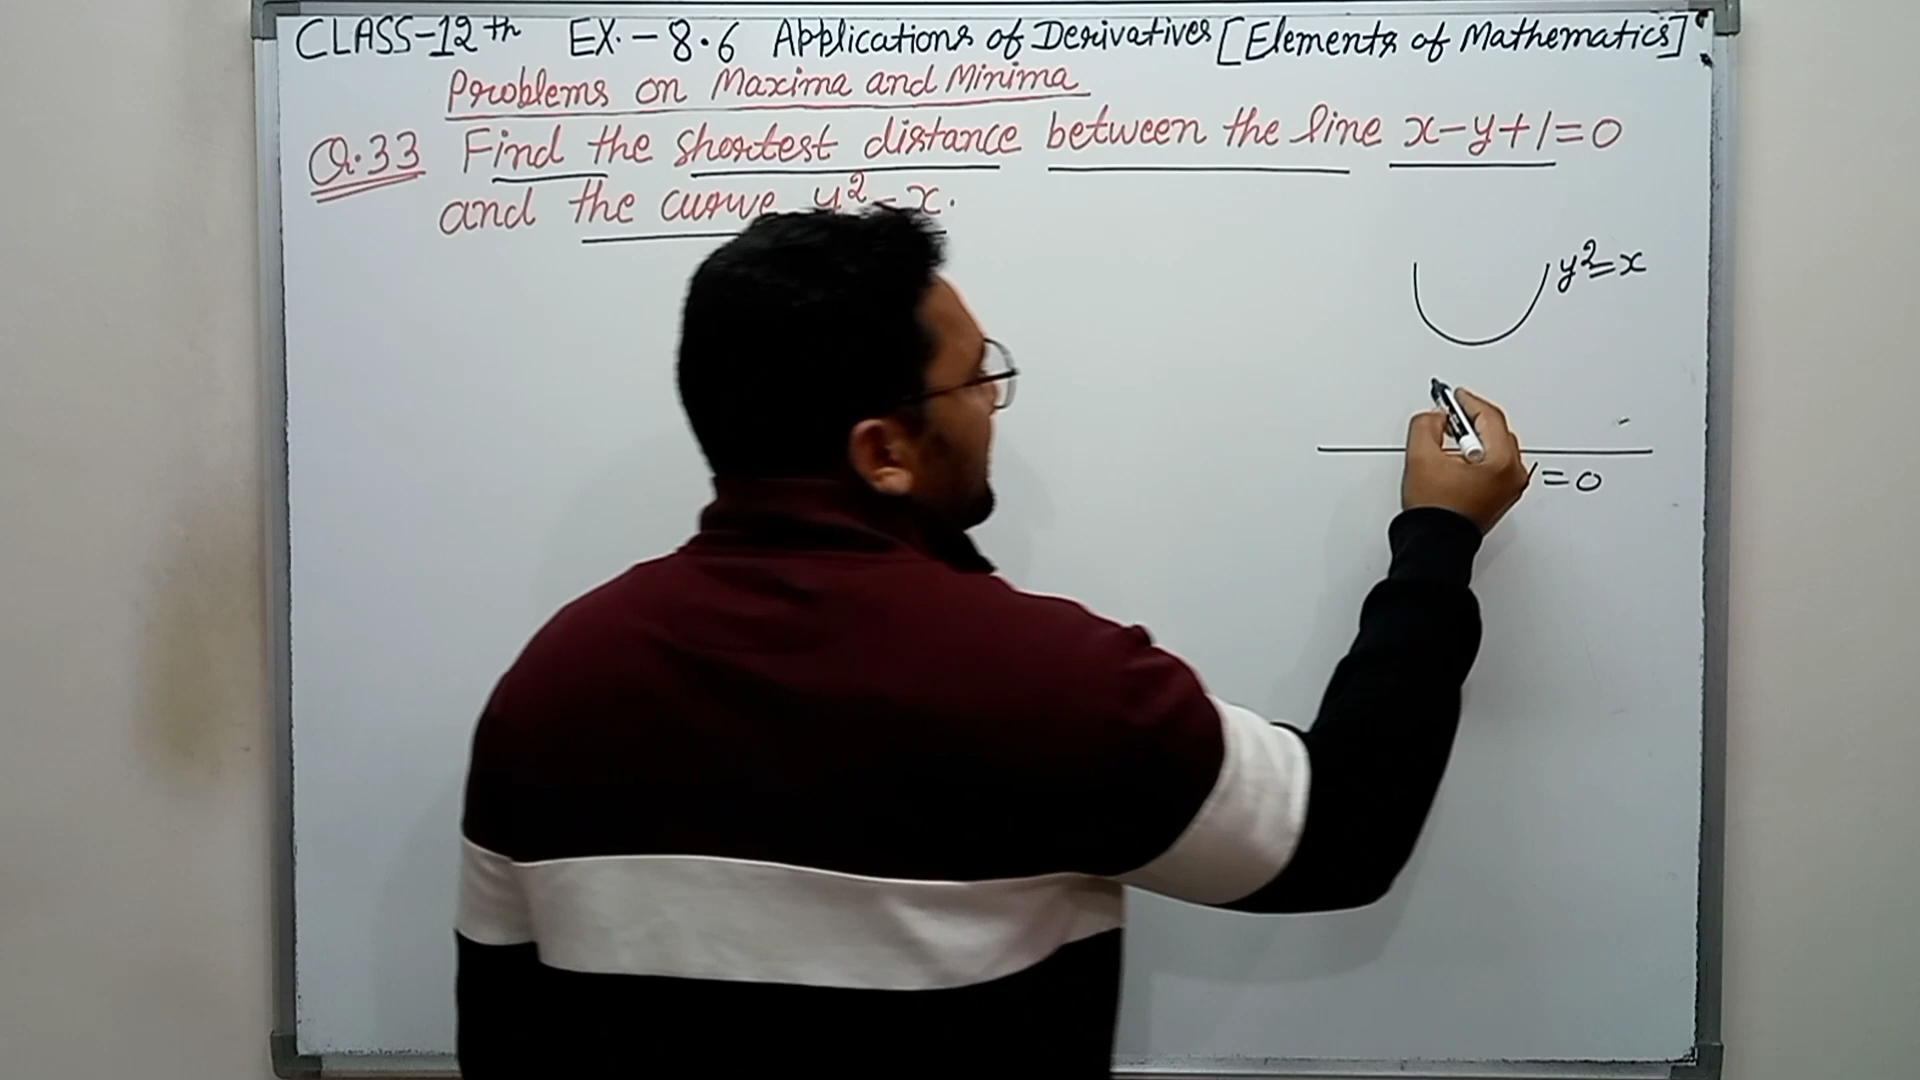 CLASS-12th EX.-8.6 Applications of Derivatives [Elements of Mathematics]
Problems on Maxima and Minima
Q.33 Find the shortest distance between the line x-y+1=0
and the curve y²=x.
y²=x
=0